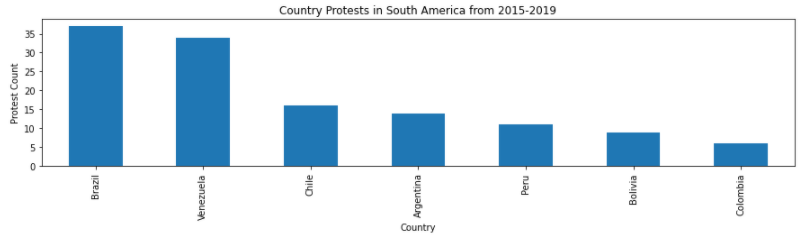 Country Protests in South America from 2015-2019
Protest Count
35
30
25
20
15
10
5
0
Brazil
Venezuela
Chile
Argentina
Peru
Bolivia
Colombia
Country